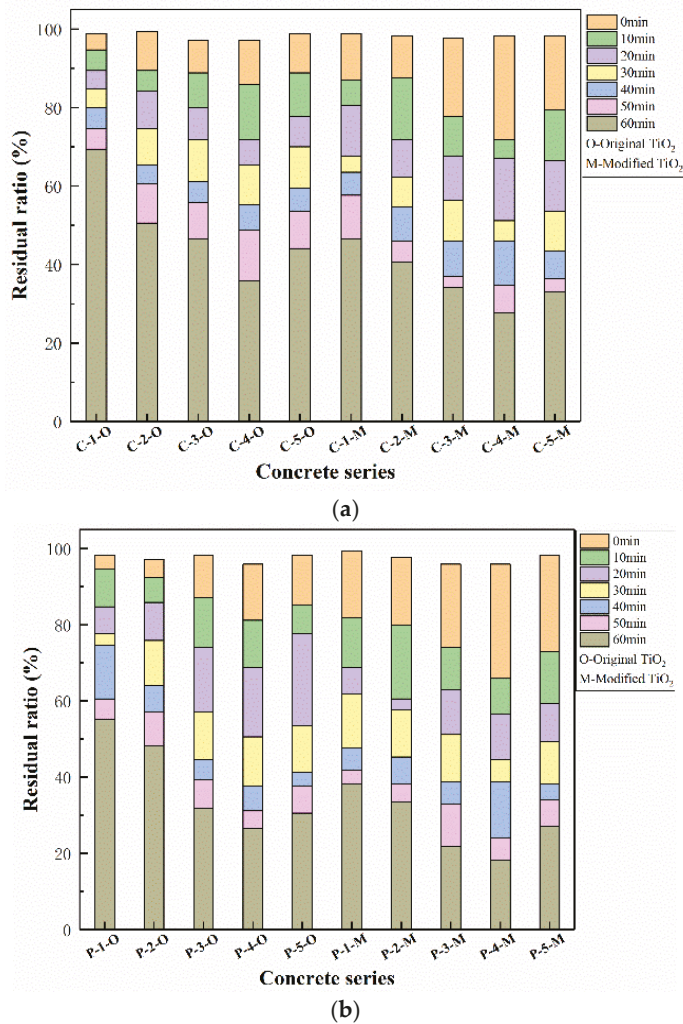 100
80
60
40
20
0
Residual ratio (%)
0min
10min
20min
30min
40min
50min
60min
O-Original TiO₂
M-Modified TiO₂
C-1-O C-2-O C-3-O C-4-O C-5-O C-1-M C-2-M C-3-M C-4-M C-5-M
Concrete series
(a)
100
80
60
40
20
0
Residual ratio (%)
0min
10min
20min
30min
40min
50min
60min
O-Original TiO₂
M-Modified TiO₂
P-1-O P-2-O P-3-O P-4-O P-5-O P-1-M P-2-M P-3-M P-4-M P-5-M
Concrete series
(b)